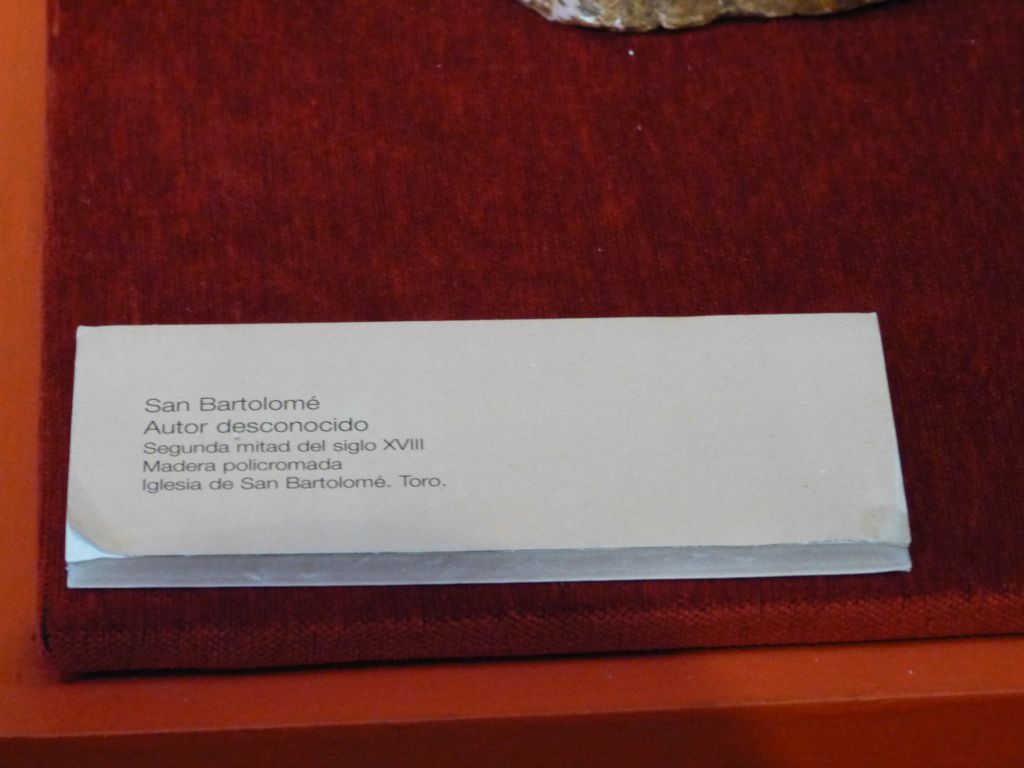 San Bartolomé
Autor desconocido
Segunda mitad del siglo XVIII
Madera policromada
Iglesia de San Bartolomé. Toro.